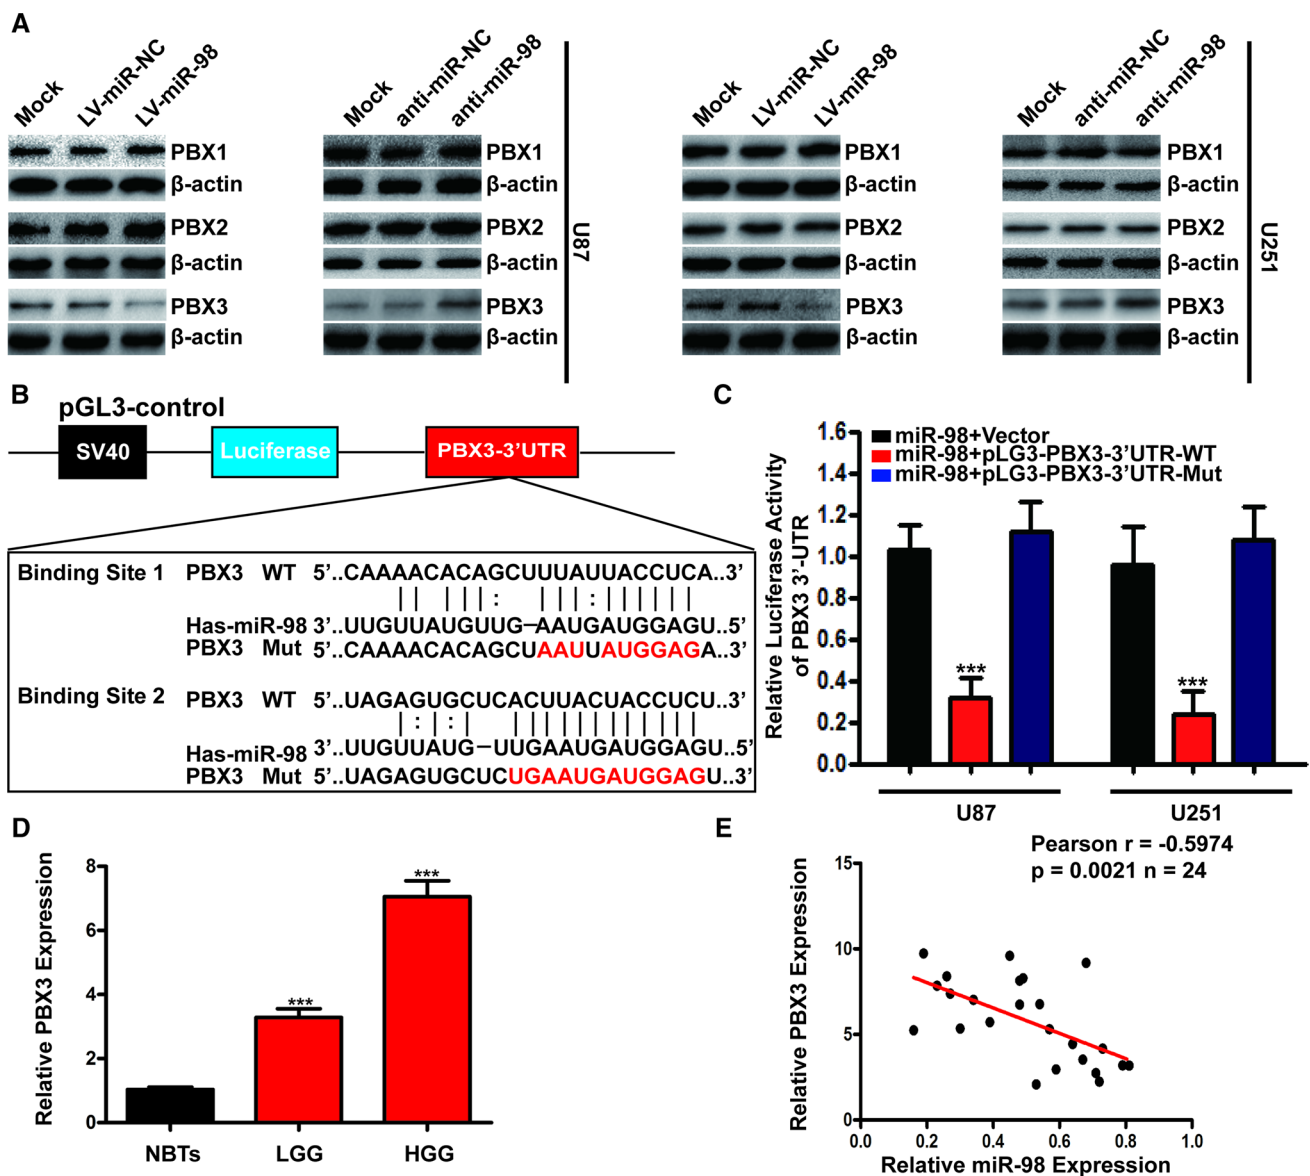 A
Mock LV-miR-NC LV-miR-98
PBX1
β-actin
PBX2
β-actin
PBX3
β-actin
Mock anti-miR-NC anti-miR-98
PBX1
β-actin
PBX2
β-actin
PBX3
β-actin
U87
Mock LV-miR-NC LV-miR-98
PBX1
β-actin
PBX2
β-actin
PBX3
β-actin
Mock anti-miR-NC anti-miR-98
PBX1
β-actin
PBX2
β-actin
PBX3
β-actin
U251
B
pGL3-control
SV40 Luciferase PBX3-3'UTR
Binding Site 1 PBX3 WT 5'..CAAAACACAGCUUUAUUACCUCA..3'
Has-miR-98 3'..UUGUUAUGUUG–AAUGAUGGAGU..5'
PBX3 Mut 5'..CAAAACACAGCUAAUUAUGGAGA..3'
Binding Site 2 PBX3 WT 5'..UAGAGUGCUCACUUACUACCUCU..3'
Has-miR-98 3'..UUGUUAUG–UUGAAUGAUGGAGU..5'
PBX3 Mut 5'..UAGAGUGCUCUGAAUGAUGGAGU..3'
C
miR-98+Vector
miR-98+pLG3-PBX3-3'UTR-WT
miR-98+pLG3-PBX3-3'UTR-Mut
Relative Luciferase Activity
of PBX3 3'-UTR
1.6
1.4
1.2
1.0
0.8
0.6
0.4
0.2
0.0
*** ***
U87 U251
D
Relative PBX3 Expression
8
6
4
2
0
*** ***
NBTs LGG HGG
E
Pearson r = -0.5974
p = 0.0021 n = 24
Relative PBX3 Expression
15
10
5
0
0.0 0.2 0.4 0.6 0.8 1.0
Relative miR-98 Expression